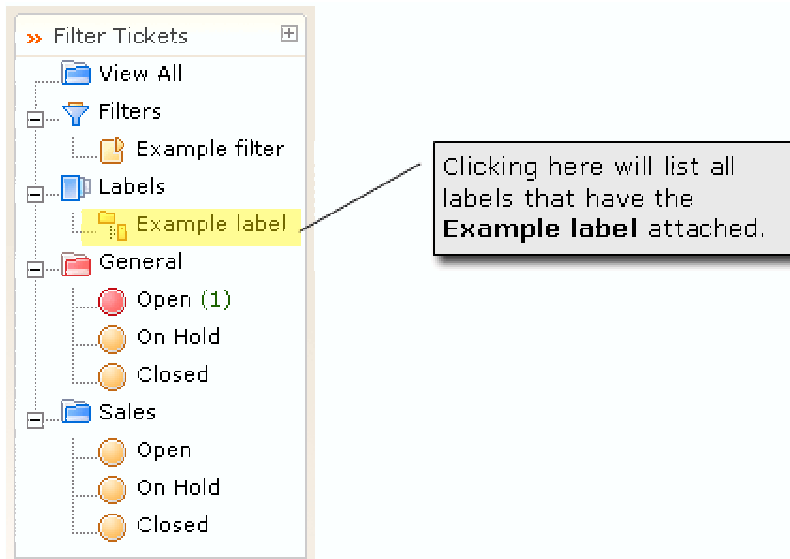 Filter Tickets
View All
Filters
Example filter
Labels
Example label
General
Open (1)
On Hold
Closed
Sales
Open
On Hold
Closed
Clicking here will list all
labels that have the
Example label attached.